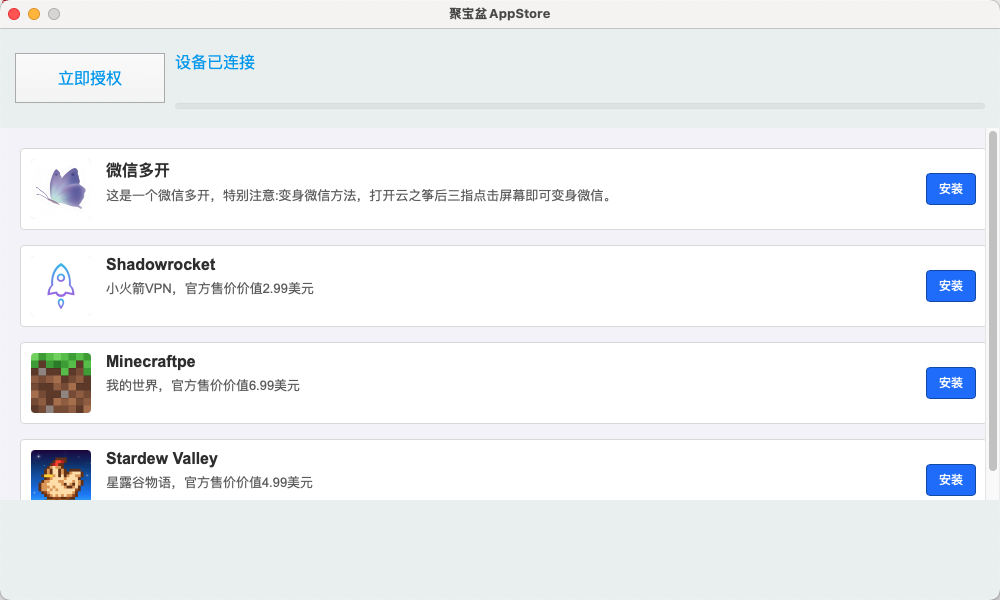 聚宝盆AppStore
立即授权
设备已连接
微信多开
这是一个微信多开，特别注意:变身微信方法，打开云之筝后三指点击屏幕即可变身微信。
安装
Shadowrocket
小火箭VPN，官方售价价值2.99美元
安装
Minecraftpe
我的世界，官方售价价值6.99美元
安装
Stardew Valley
星露谷物语，官方售价价值4.99美元
安装